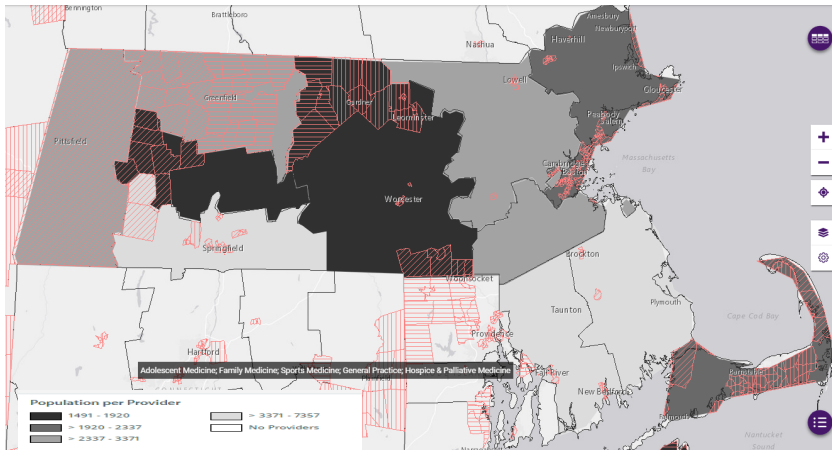 Bennington
Brattleboro
Amesbury
Newburyport
Nashua
Haverhill
Ipswich
Lowell
Greenfield
Gardner
Gloucester
Leominster
Peabody
Salem
Pittsfield
Cambridge
Boston
Massachusetts
Bay
Worcester
Springfield
Brockton
Woonsocket
Taunton
Plymouth
Cape Cod Bay
Providence
Hartford
Barnstable
Adolescent Medicine; Family Medicine; Sports Medicine; General Practice; Hospice & Palliative Medicine
Fall River
CONNECTICUT
New Bedford
Falmouth
Population per Provider
1491 - 1920
> 1920 - 2337
> 2337 - 3371
> 3371 - 7357
No Providers
Nantucket
Sound